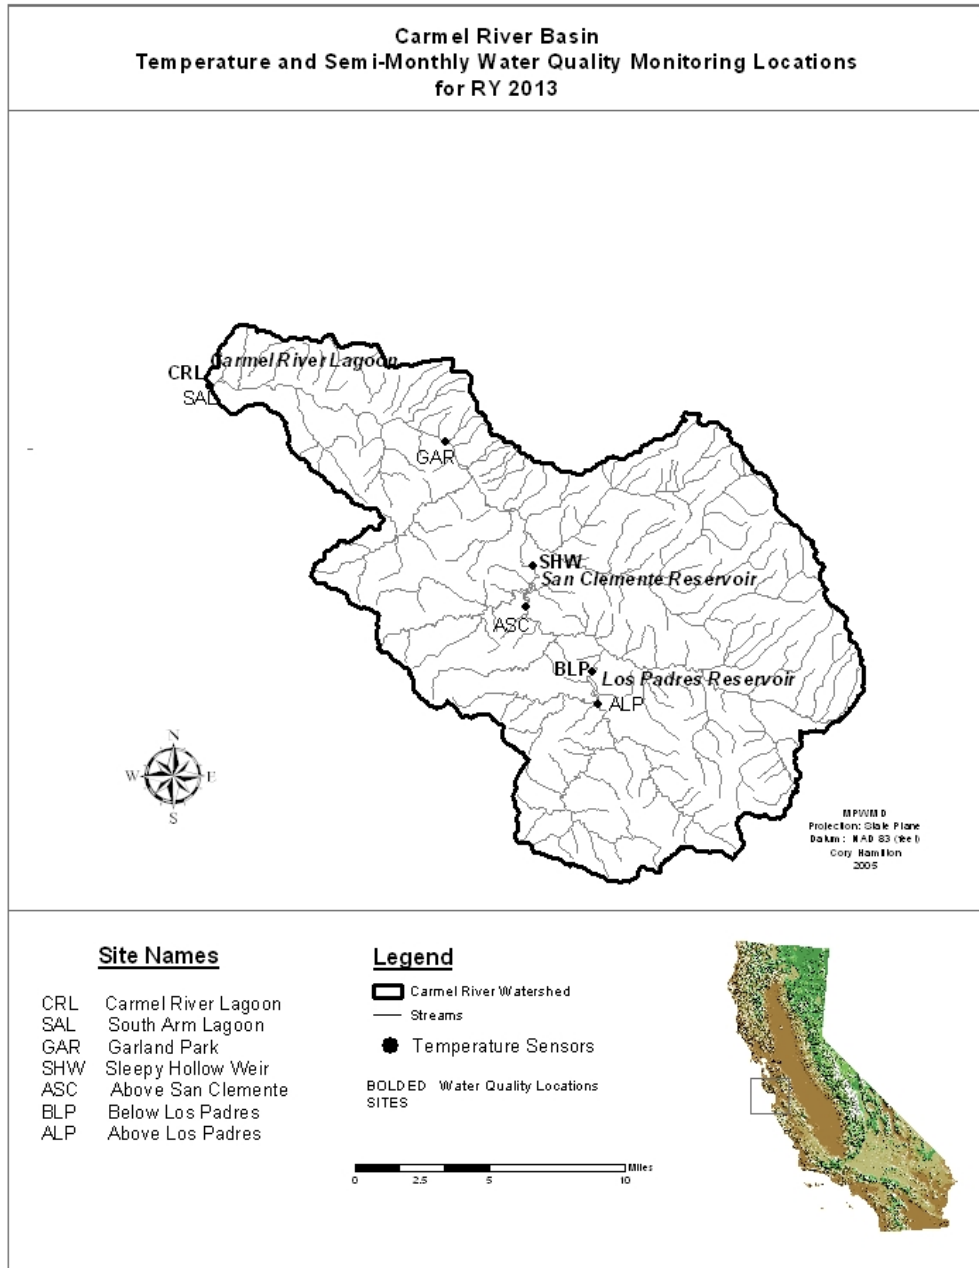 Carmel River Basin
Temperature and Semi-Monthly Water Quality Monitoring Locations
for RY 2013
Carmel River Lagoon
CRL
SAL
GAR
SHW
San Clemente Reservoir
ASC
BLP
Los Padres Reservoir
ALP
N
W E
S
MPWMD
Projection: State Plane
Datum: NAD 83 (feet)
Cory Hamilton
2005
Site Names
CRL Carmel River Lagoon
SAL South Arm Lagoon
GAR Garland Park
SHW Sleepy Hollow Weir
ASC Above San Clemente
BLP Below Los Padres
ALP Above Los Padres
Legend
Carmel River Watershed
Streams
Temperature Sensors
BOLDED Water Quality Locations
SITES
Miles
0 2.5 5 10